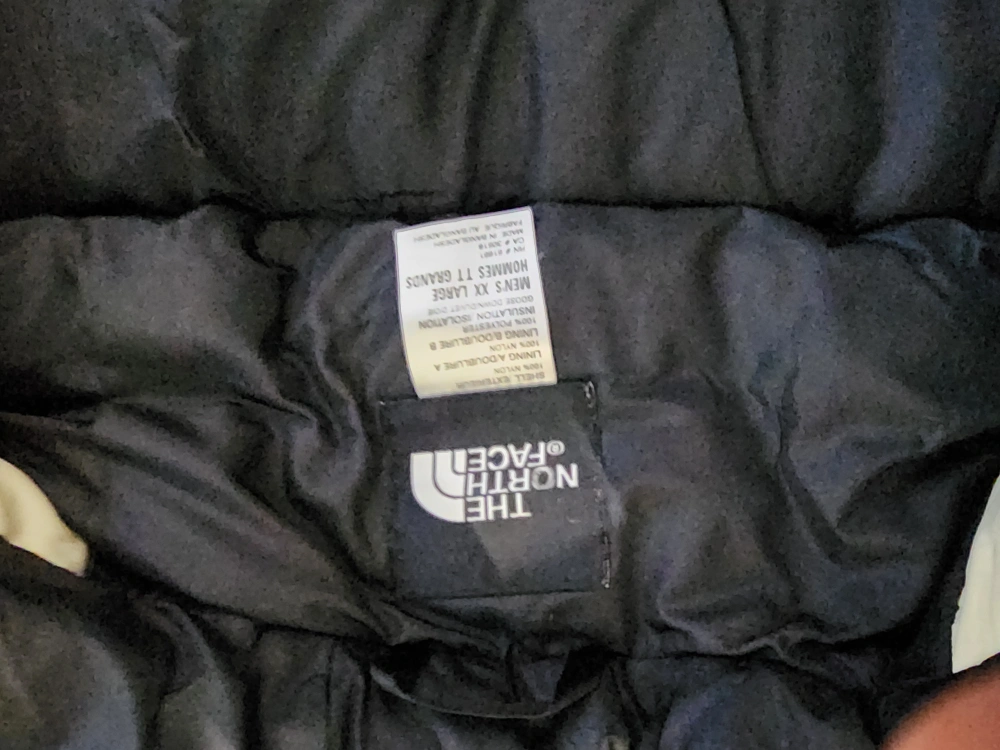 THE
NORTH
FACE®
SHELL/EXTERIEUR
100% NYLON
LINING A/DOUBLURE A
100% NYLON
LINING B/DOUBLURE B
100% POLYESTER
INSULATION ISOLATION
GOOSE DOWN/DUVET D'OIE
MEN'S XX LARGE
HOMMES TT GRANDS
RN # 61661
CA # 30516
MADE IN BANGLADESH
FABRIQUE AU BANGLADESH